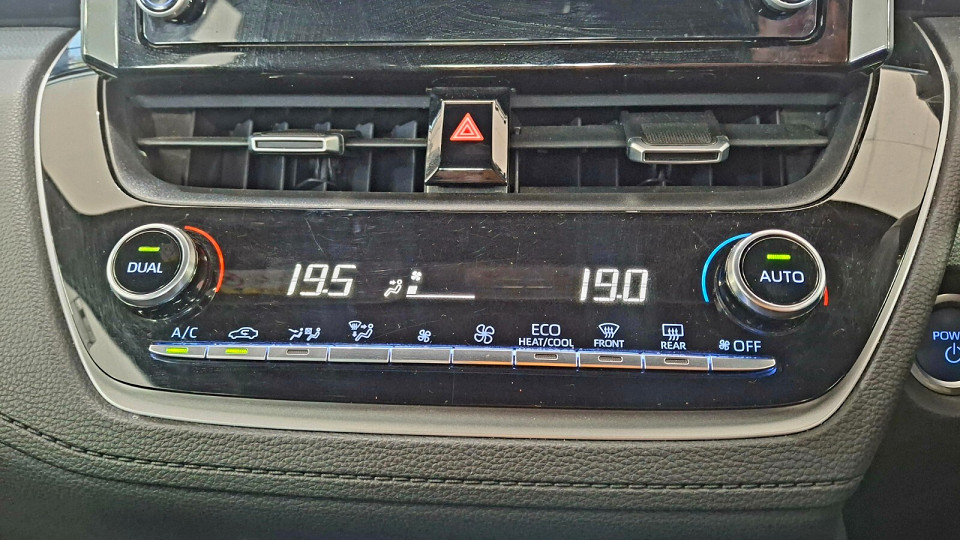 DUAL
19.5
19.0
AUTO
A/C
ECO
HEAT/COOL
FRONT
REAR
OFF
POW